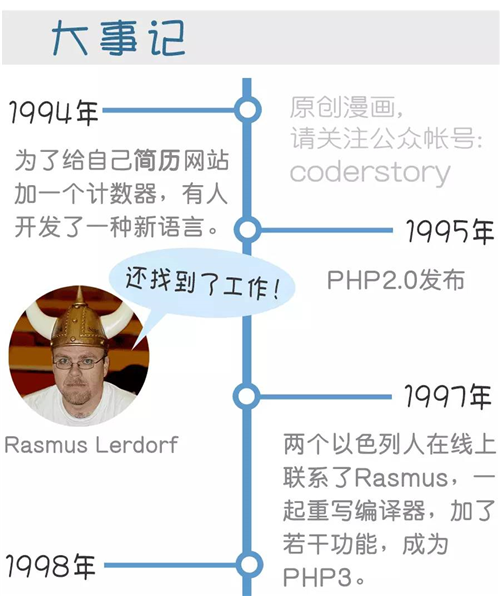 大事记
1994年
为了给自己简历网站
加一个计数器，有人
开发了一种新语言。
原创漫画，
请关注公众帐号:
coderstory
1995年
PHP2.0发布
还找到了工作！
Rasmus Lerdorf
1997年
两个以色列人在线上
联系了Rasmus，一
起重写编译器，加了
若干功能，成为
PHP3。
1998年